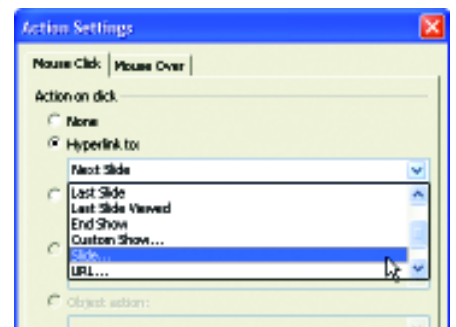 Action Settings
Mouse Click Mouse Over
Action on click
None
Hyperlink to:
Next Slide
Last Slide
Last Slide Viewed
End Show
Custom Show...
Slide...
URL...
Object action: